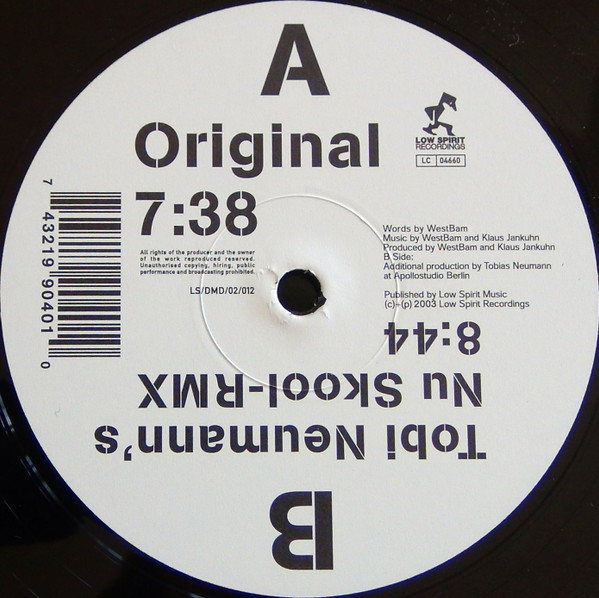 A
Original
7:38
LOW SPIRIT
RECORDINGS
LC 04660
7 43219 90401 0
All rights of the producer and the owner
of the work reproduced reserved.
Unauthorised copying, hiring, public
performance and broadcasting prohibited.
LS/DMD/02/012
Words by WestBam
Music by WestBam and Klaus Jankuhn
Produced by WestBam and Klaus Jankuhn
B Side:
Additional production by Tobias Neumann
at Apollostudio Berlin
Published by Low Spirit Music
(c)+(p) 2003 Low Spirit Recordings
B
Tobi Neumann's
Nu Skool-RMX
8:44